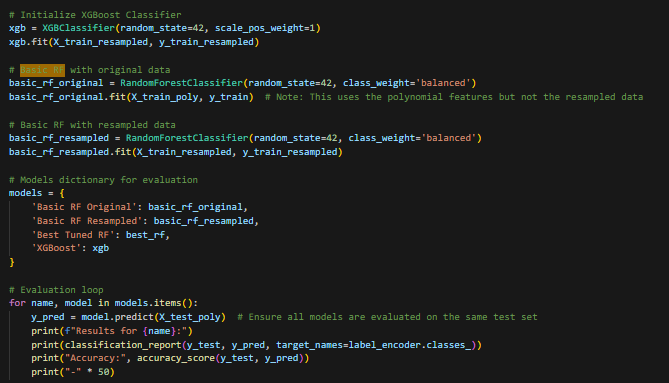 # Initialize XGBoost Classifier
xgb = XGBClassifier(random_state=42, scale_pos_weight=1)
xgb.fit(X_train_resampled, y_train_resampled)

# Basic RF with original data
basic_rf_original = RandomForestClassifier(random_state=42, class_weight='balanced')
basic_rf_original.fit(X_train_poly, y_train)  # Note: This uses the polynomial features but not the resampled data

# Basic RF with resampled data
basic_rf_resampled = RandomForestClassifier(random_state=42, class_weight='balanced')
basic_rf_resampled.fit(X_train_resampled, y_train_resampled)

# Models dictionary for evaluation
models = {
    'Basic RF Original': basic_rf_original,
    'Basic RF Resampled': basic_rf_resampled,
    'Best Tuned RF': best_rf,
    'XGBoost': xgb
}

# Evaluation loop
for name, model in models.items():
    y_pred = model.predict(X_test_poly)  # Ensure all models are evaluated on the same test set
    print(f"Results for {name}:")
    print(classification_report(y_test, y_pred, target_names=label_encoder.classes_))
    print("Accuracy:", accuracy_score(y_test, y_pred))
    print("-" * 50)